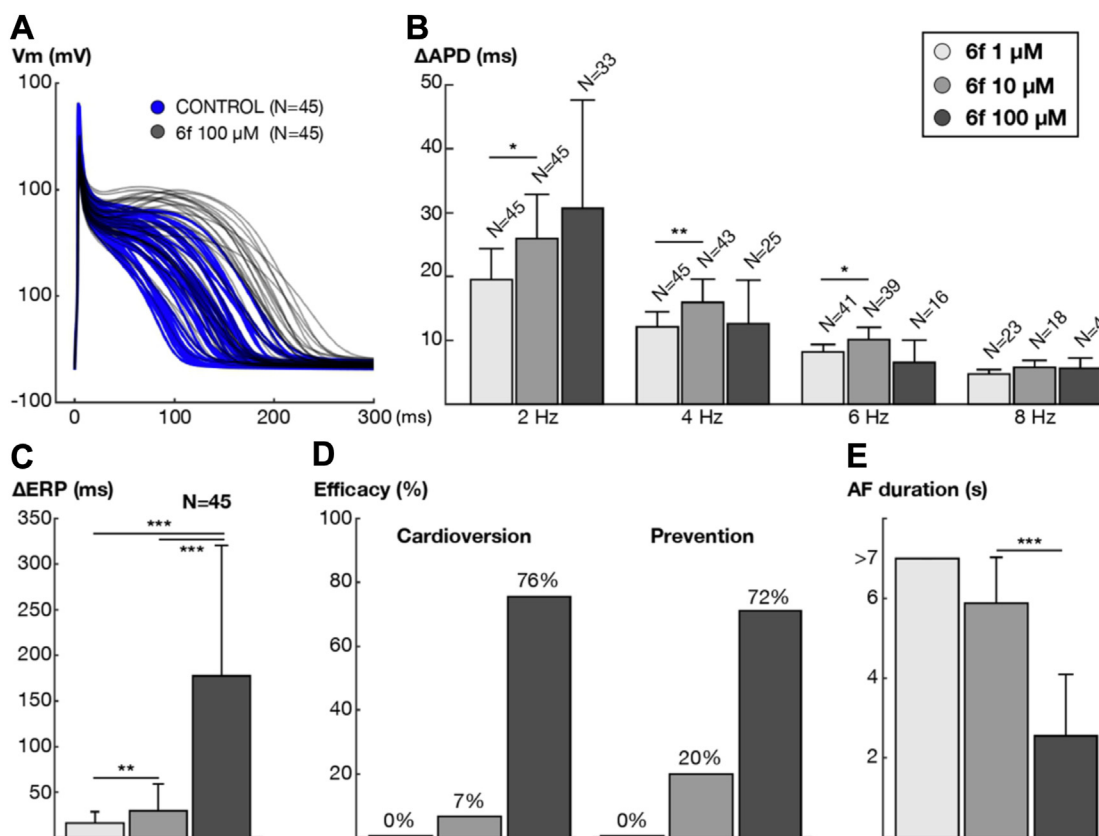 A
Vm (mV)
100
100
100
-100
CONTROL (N=45)
6f 100 μM (N=45)
0
100
200
300 (ms)
B
ΔAPD (ms)
50
40
30
20
10
N=45
*
N=45
N=33
N=45
**
N=43
N=25
N=41
*
N=39
N=16
N=23
N=18
N=4
2 Hz
4 Hz
6 Hz
8 Hz
6f 1 μM
6f 10 μM
6f 100 μM
C
ΔERP (ms)
N=45
350
300
250
200
150
100
50
***
***
**
D
Efficacy (%)
100
80
60
40
20
Cardioversion
0%
7%
76%
Prevention
0%
20%
72%
E
AF duration (s)
>7
6
4
2
***